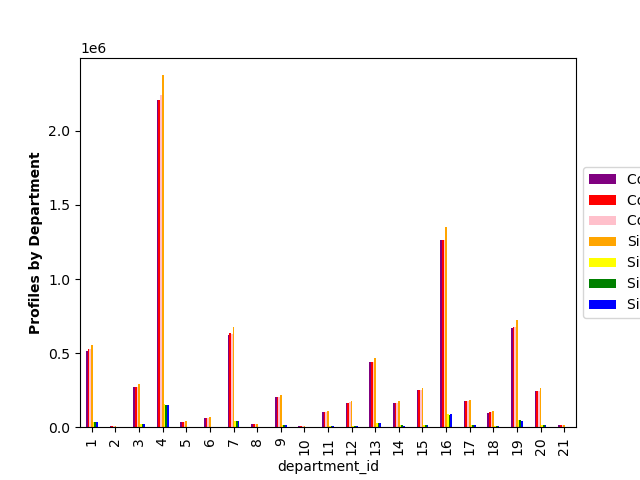 1e6
Profiles by Department
2.0
1.5
1.0
0.5
0.0
1 2 3 4 5 6 7 8 9 10 11 12 13 14 15 16 17 18 19 20 21
department_id
Co
Co
Co
Si
Si
Si
Si